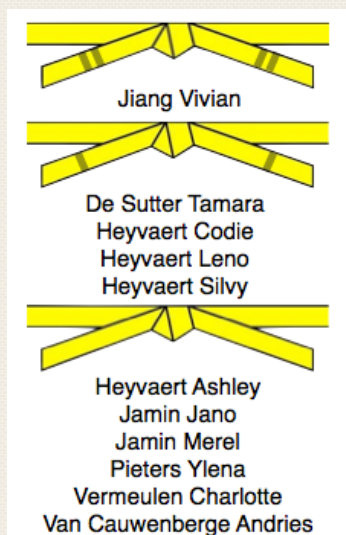 Jiang Vivian
De Sutter Tamara
Heyvaert Codie
Heyvaert Leno
Heyvaert Silvy
Heyvaert Ashley
Jamin Jano
Jamin Merel
Pieters Ylena
Vermeulen Charlotte
Van Cauwenberge Andries